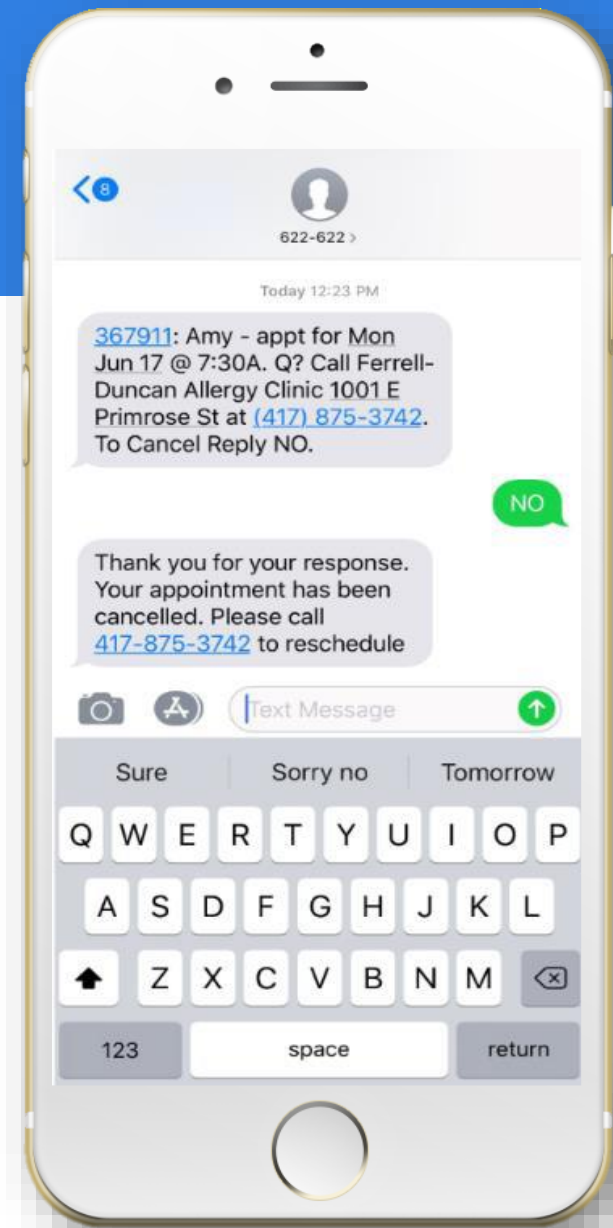 8
622-622 >
Today 12:23 PM
367911: Amy - appt for Mon
Jun 17 @ 7:30A. Q? Call Ferrell-
Duncan Allergy Clinic 1001 E
Primrose St at (417) 875-3742.
To Cancel Reply NO.
NO
Thank you for your response.
Your appointment has been
cancelled. Please call
417-875-3742 to reschedule
Text Message
Sure Sorry no Tomorrow
Q W E R T Y U I O P
A S D F G H J K L
Z X C V B N M
123 space return